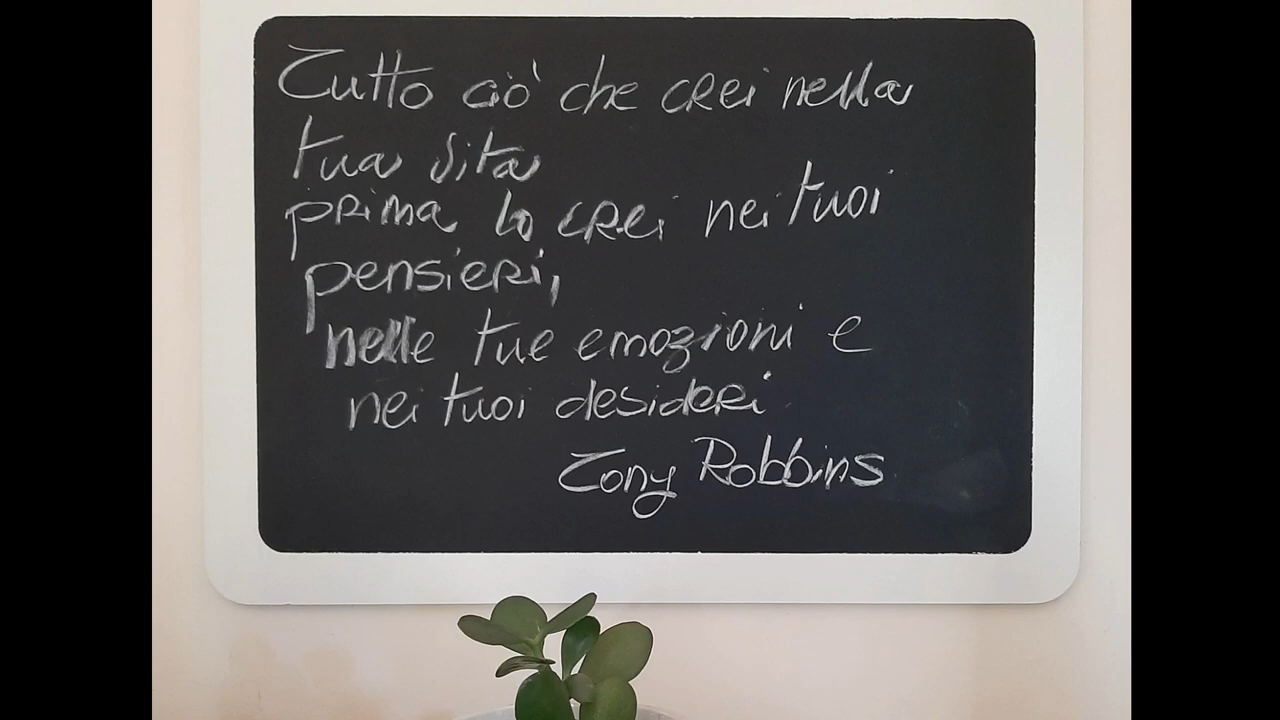 Tutto ciò che crei nella
tua vita
prima lo crei nei tuoi
pensieri,
nelle tue emozioni e
nei tuoi desideri
Tony Robbins